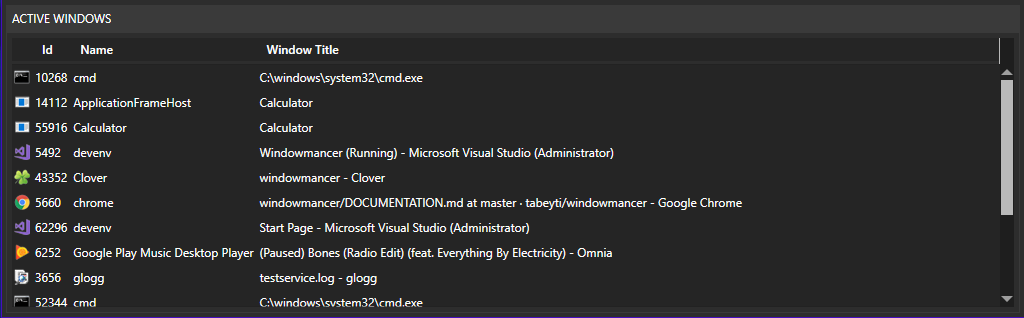 ACTIVE WINDOWS
Id Name Window Title
10268 cmd C:\windows\system32\cmd.exe
14112 ApplicationFrameHost Calculator
55916 Calculator Calculator
5492 devenv Windowmancer (Running) - Microsoft Visual Studio (Administrator)
43352 Clover windowmancer - Clover
5660 chrome windowmancer/DOCUMENTATION.md at master · tabeyti/windowmancer - Google Chrome
62296 devenv Start Page - Microsoft Visual Studio (Administrator)
6252 Google Play Music Desktop Player (Paused) Bones (Radio Edit) (feat. Everything By Electricity) - Omnia
3656 glogg testservice.log - glogg
52344 cmd C:\windows\system32\cmd.exe